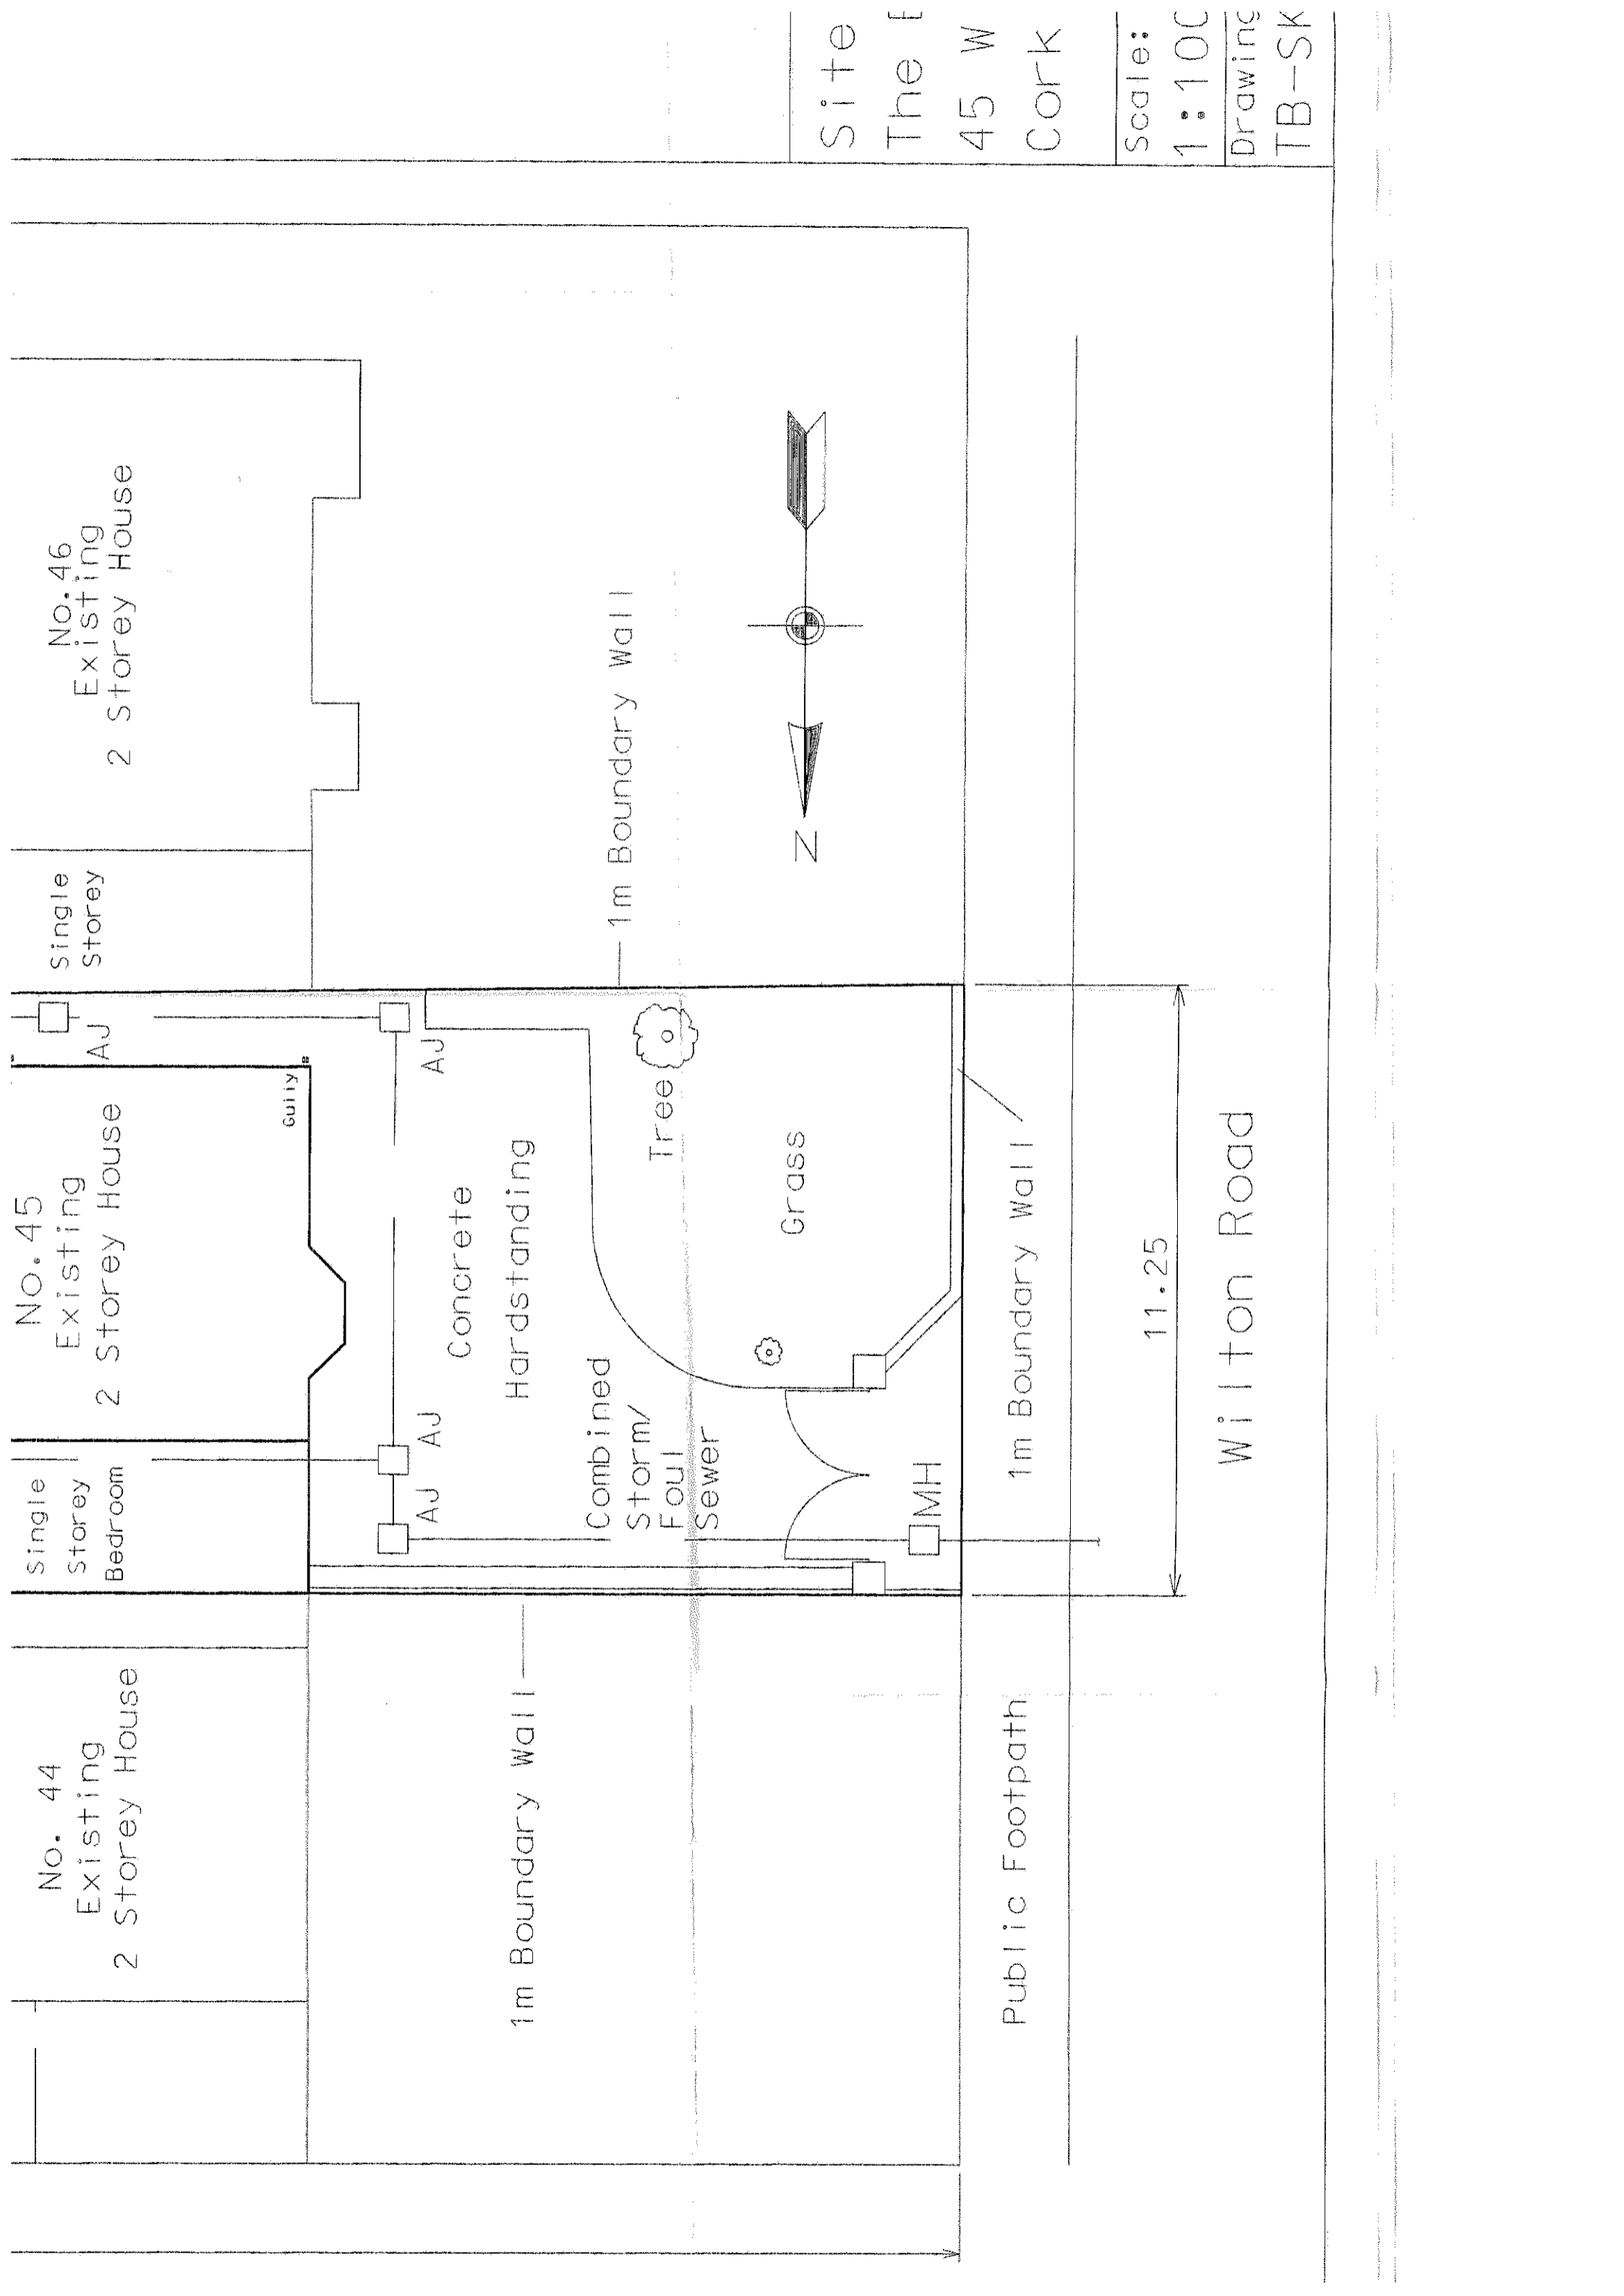 No. 44
Existing
2 Storey House
Single
Storey
Bedroom
No.45
Existing
2 Storey House
Gully
AJ
Single
Storey
No.46
Existing
2 Storey House
AJ
AJ
AJ
Concrete
Hardstanding
1m Boundary Wall
Combined
Storm/
Foul
Sewer
Tree
1m Boundary Wall
Grass
N
MH
Public Footpath
1m Boundary Wall
11.25
Wilton Road
Site
The
45 W
Cork
Scale:
1:100
Drawing
TB-SK